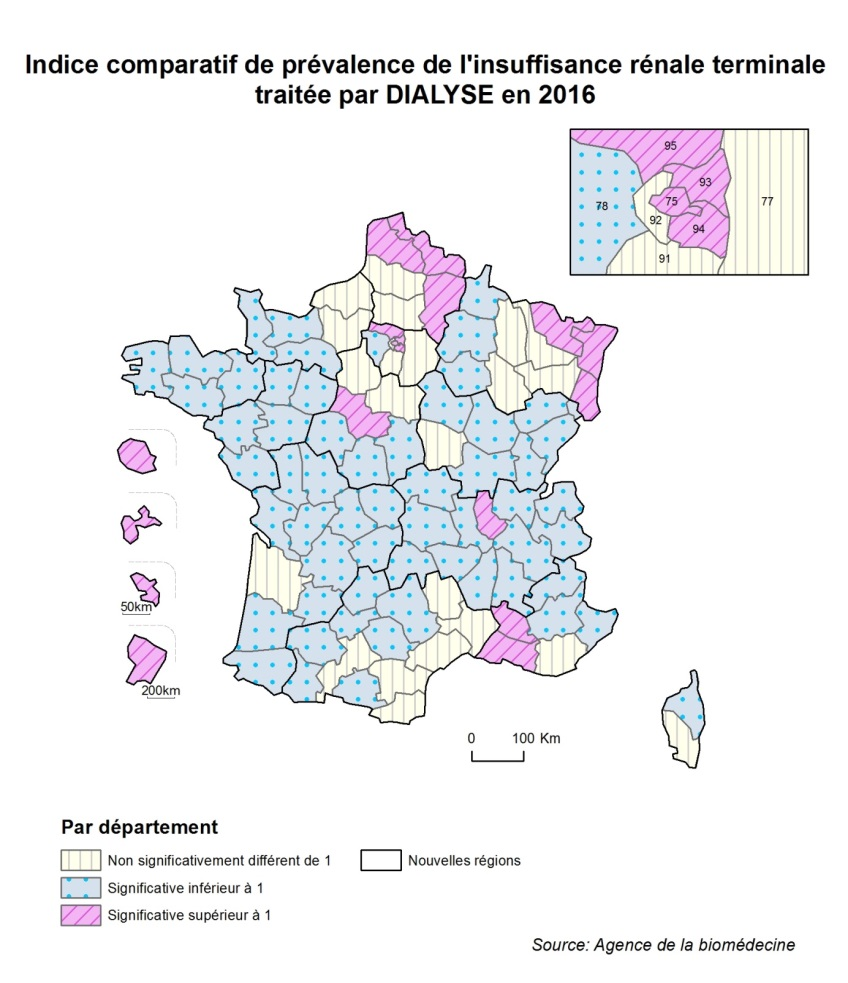 Indice comparatif de prévalence de l'insuffisance rénale terminale
traitée par DIALYSE en 2016
95
93
78
75
77
92
94
91
50km
200km
0 100 Km
Par département
Non significativement différent de 1
Nouvelles régions
Significative inférieur à 1
Significative supérieur à 1
Source: Agence de la biomédecine